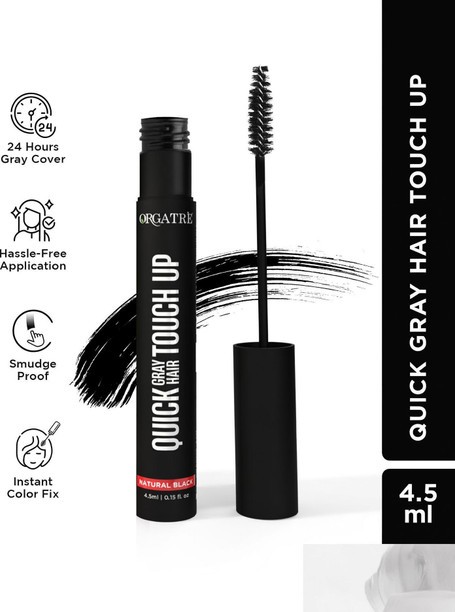 24
24 Hours
Gray Cover
Hassle-Free
Application
Smudge
Proof
Instant
Color Fix
ORGATRE
QUICK GRAY HAIR TOUCH UP
NATURAL BLACK
4.5ml | 0.15 fl. oz
QUICK GRAY HAIR TOUCH UP
4.5
ml